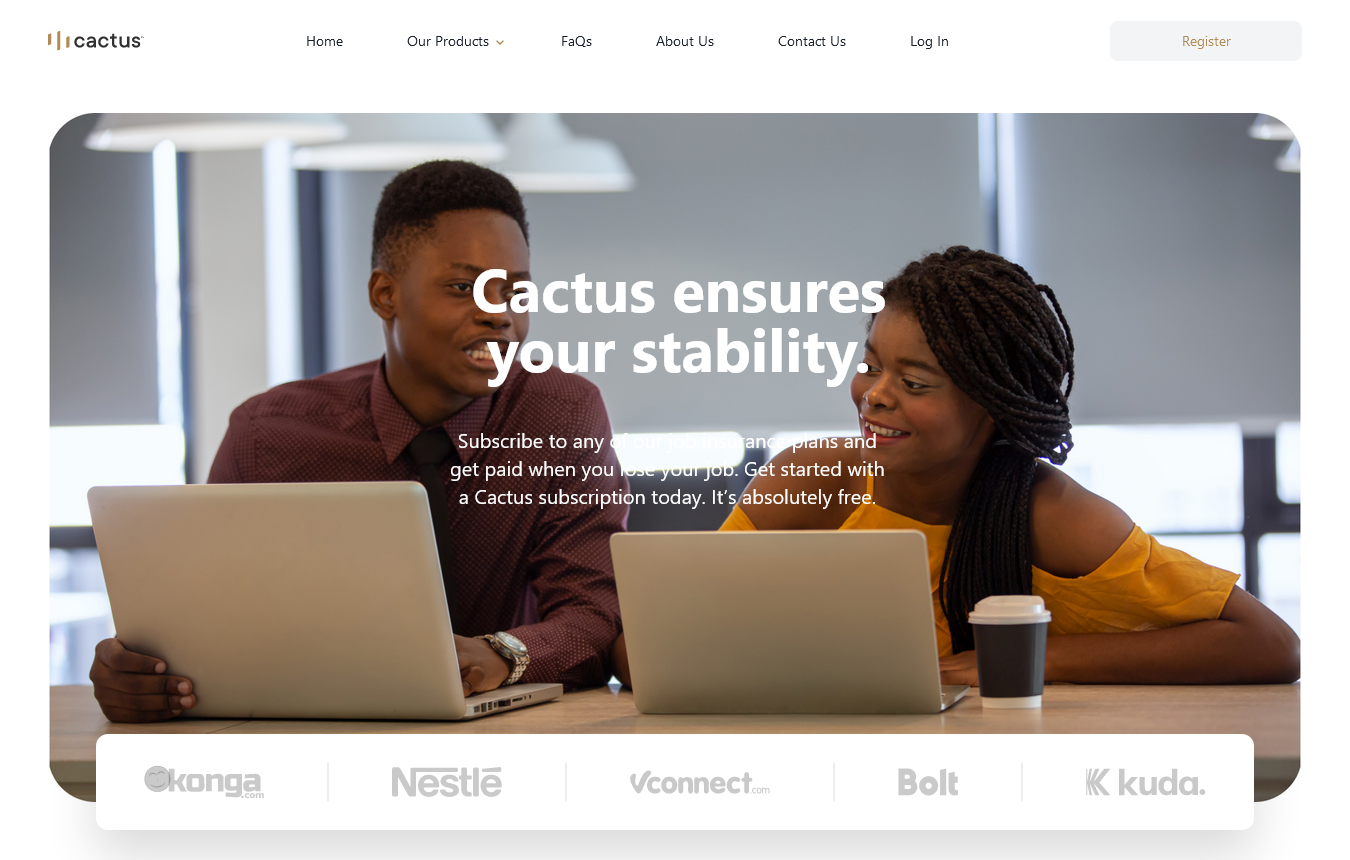 cactus
Home
Our Products
FaQs
About Us
Contact Us
Log In
Register
Cactus ensures
your stability.
Subscribe to any of our job insurance plans and
get paid when you lose your job. Get started with
a Cactus subscription today. It’s absolutely free.
konga.com
Nestlé
Vconnect.com
Bolt
kuda.